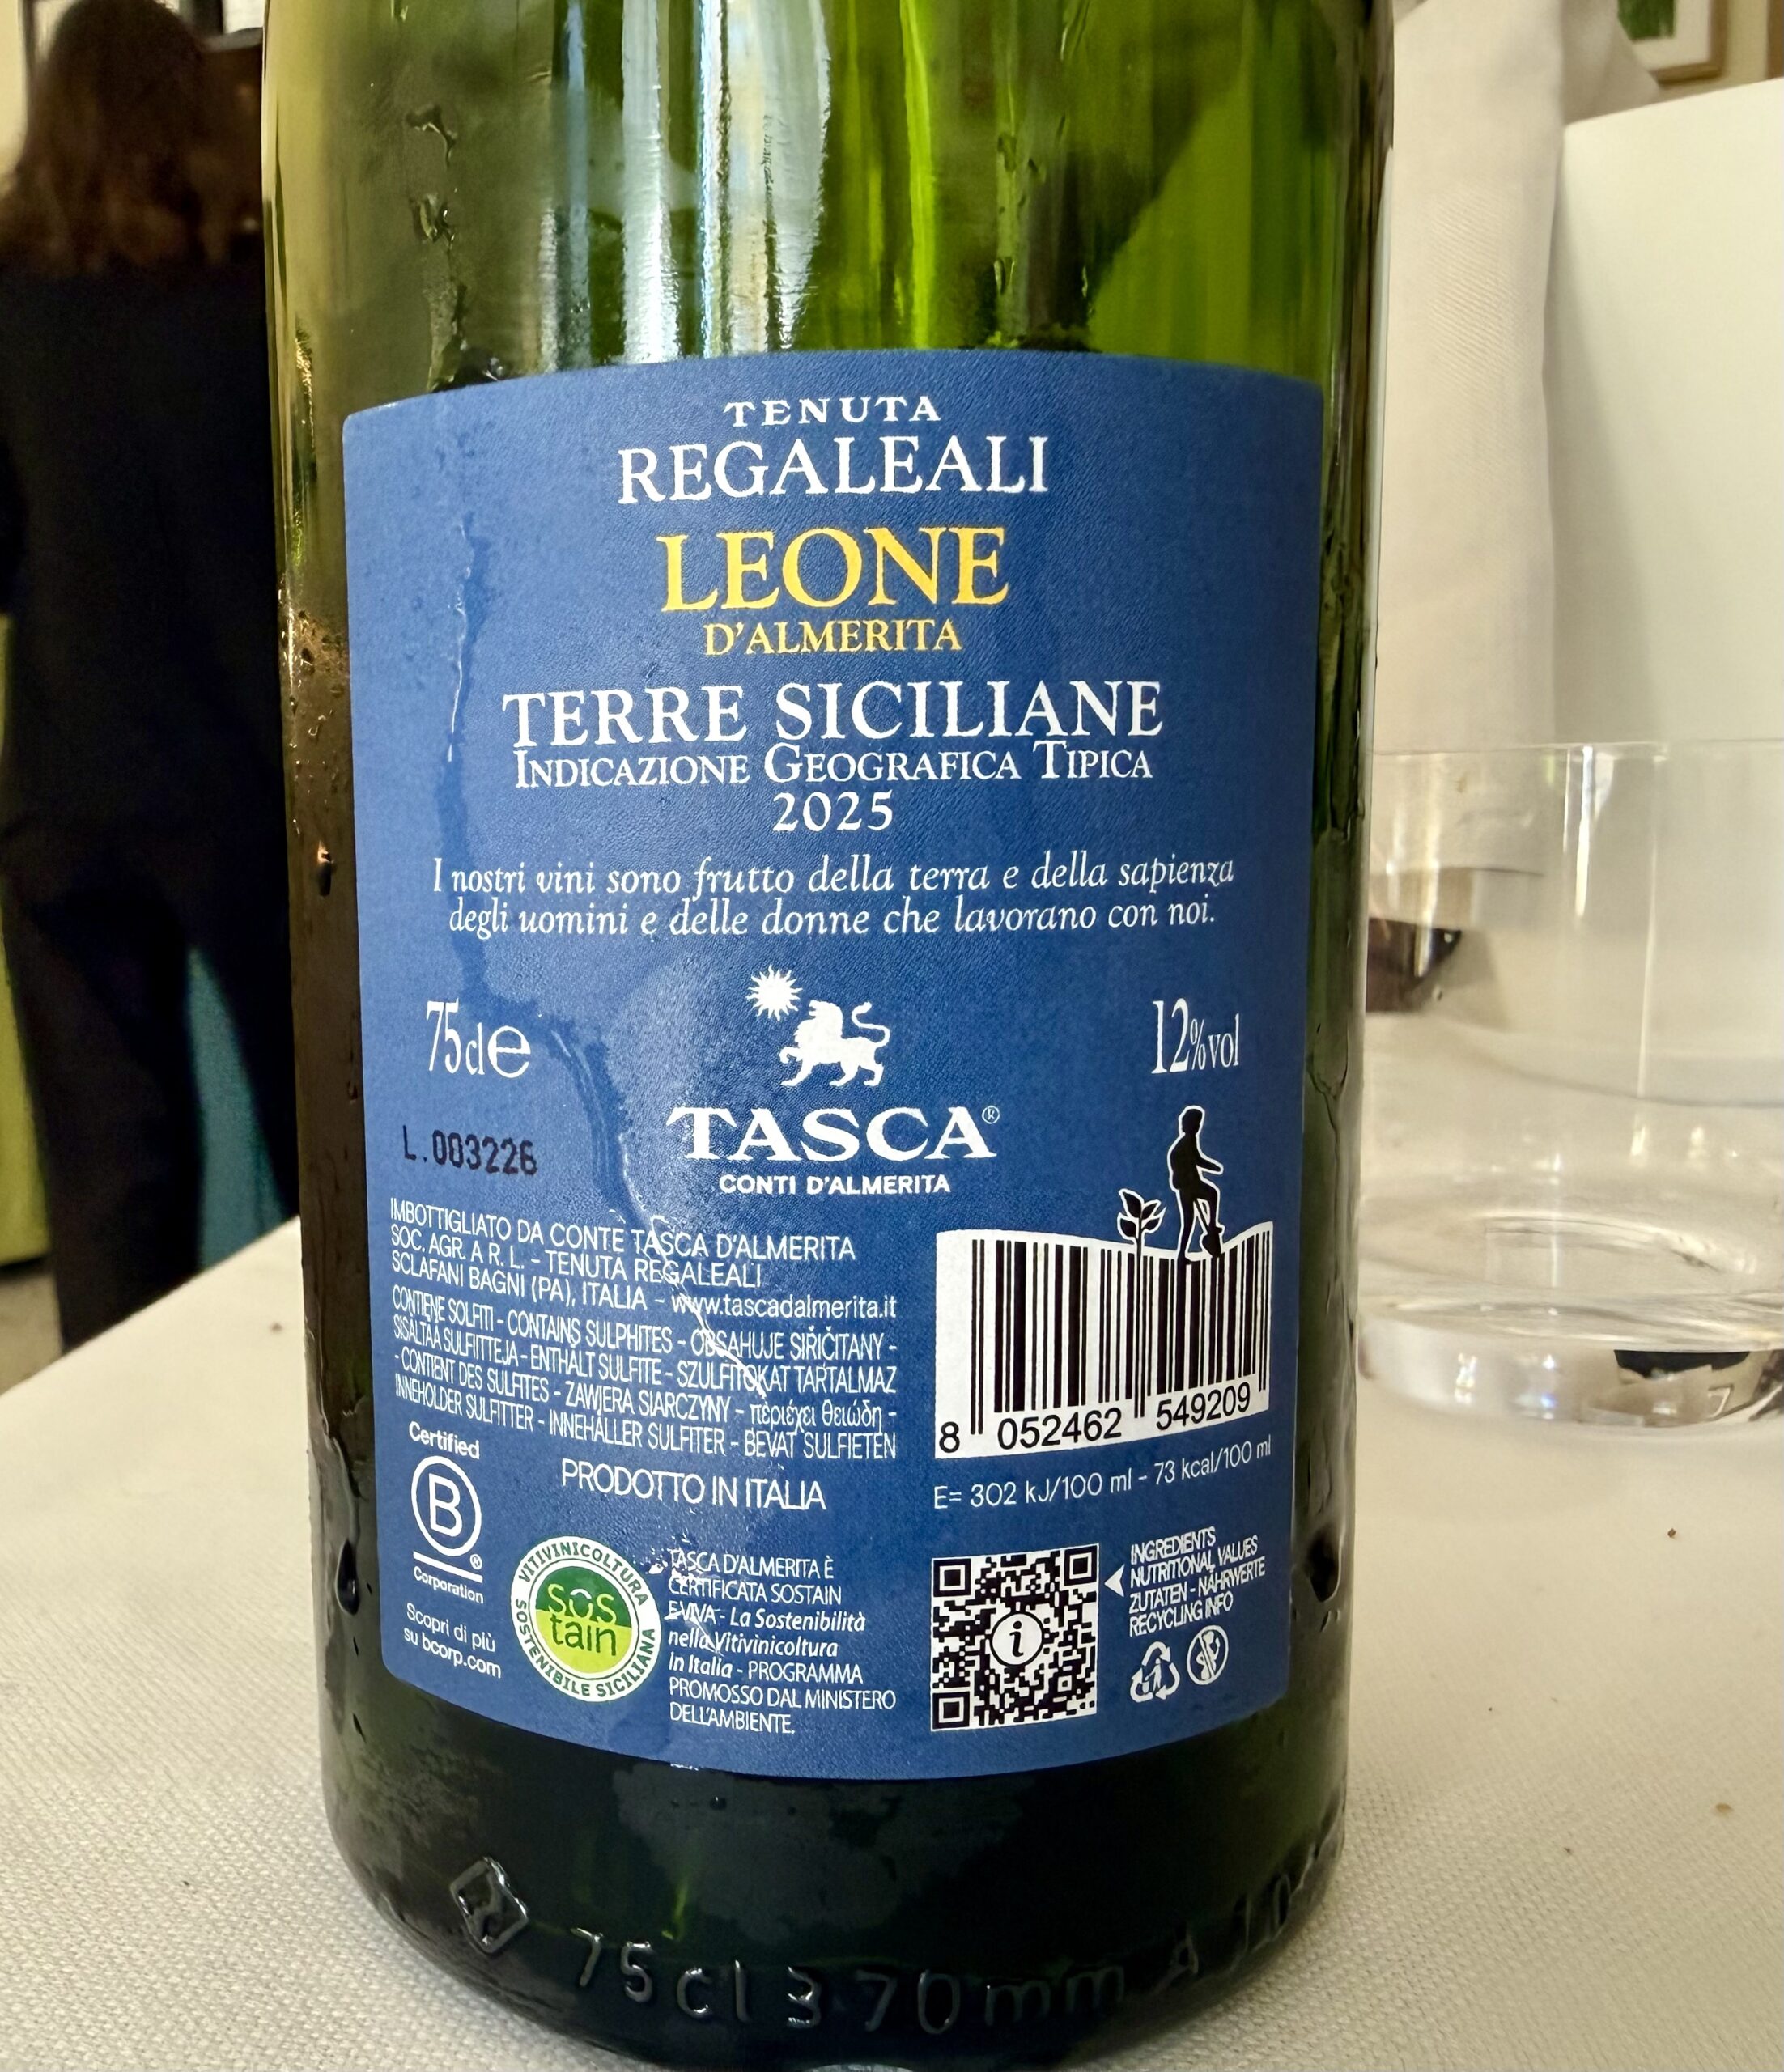 TENUTA
REGALEALI
LEONE
D'ALMERITA
TERRE SICILIANE
INDICAZIONE GEOGRAFICA TIPICA
2025
I nostri vini sono frutto della terra e della sapienza
degli uomini e delle donne che lavorano con noi.
75cl e
12%vol
TASCA®
CONTI D'ALMERITA
L.003226
IMBOTTIGLIATO DA CONTE TASCA D'ALMERITA
SOC. AGR. A R. L. - TENUTA REGALEALI
SCLAFANI BAGNI (PA), ITALIA - www.tascadalmerita.it
CONTIENE SOLFITI - CONTAINS SULPHITES - OBSAHUJE SIŘIČITANY -
SISÄLTÄÄ SULFIITTEJA - ENTHÄLT SULFITE - SZULFITOKAT TARTALMAZ
- CONTIENT DES SULFITES - ZAWIERA SIARCZYNY - περιέχει θειώδη -
INNEHOLDER SULFITTER - INNEHÅLLER SULFITER - BEVAT SULFIETEN
8 052462 549209
E= 302 kJ/100 ml - 73 kcal/100 ml
PRODOTTO IN ITALIA
Certified
B
®
Corporation
Scopri di più
su bcorp.com
VITIVINICOLTURA
SOStain
SOSTENIBILE SICILIANA
TASCA D'ALMERITA È
CERTIFICATA SOSTAIN
EVIVA - La Sostenibilità
nella Vitivinicoltura
in Italia - PROGRAMMA
PROMOSSO DAL MINISTERO
DELL'AMBIENTE.
i
INGREDIENTS
NUTRITIONAL VALUES
ZUTATEN - NÄHRWERTE
RECYCLING INFO
75cl 370mm
7